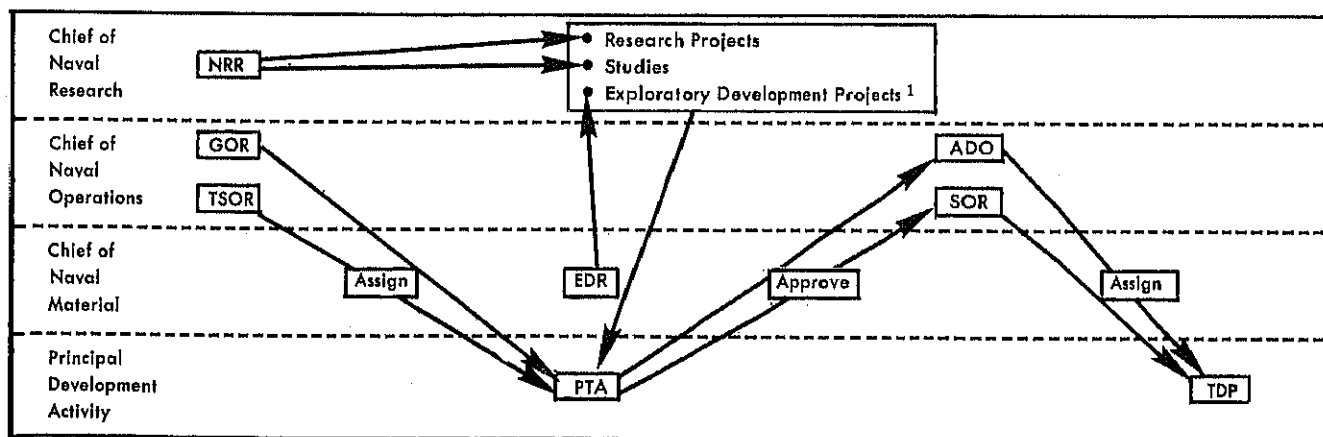 Chief of
Naval
Research
NRR
Research Projects
Studies
Exploratory Development Projects 1
Chief of
Naval
Operations
GOR
TSOR
ADO
SOR
Chief of
Naval
Material
Assign
EDR
Approve
Assign
Principal
Development
Activity
PTA
TDP